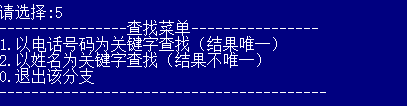 请选择:5
----------------查找菜单----------------
1.以电话号码为关键字查找（结果唯一）
2.以姓名为关键字查找（结果不唯一）
0.退出该分支
-----------------------------------------